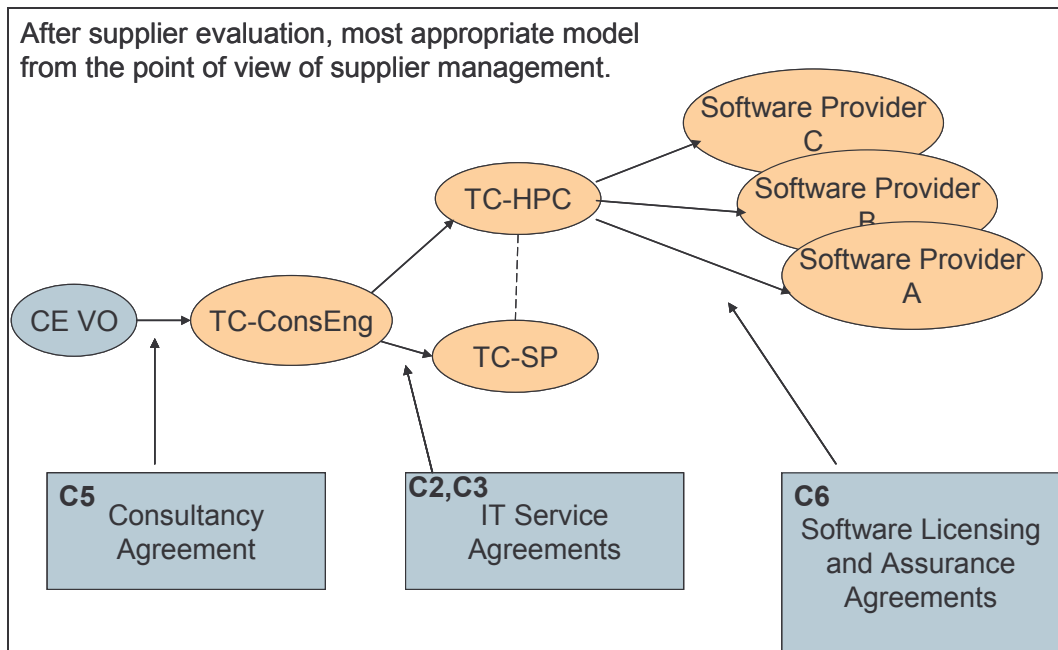 After supplier evaluation, most appropriate model
from the point of view of supplier management.
Software Provider
C
TC-HPC
Software Provider
B
Software Provider
A
CE VO
TC-ConsEng
TC-SP
C5
Consultancy
Agreement
C2,C3
IT Service
Agreements
C6
Software Licensing
and Assurance
Agreements